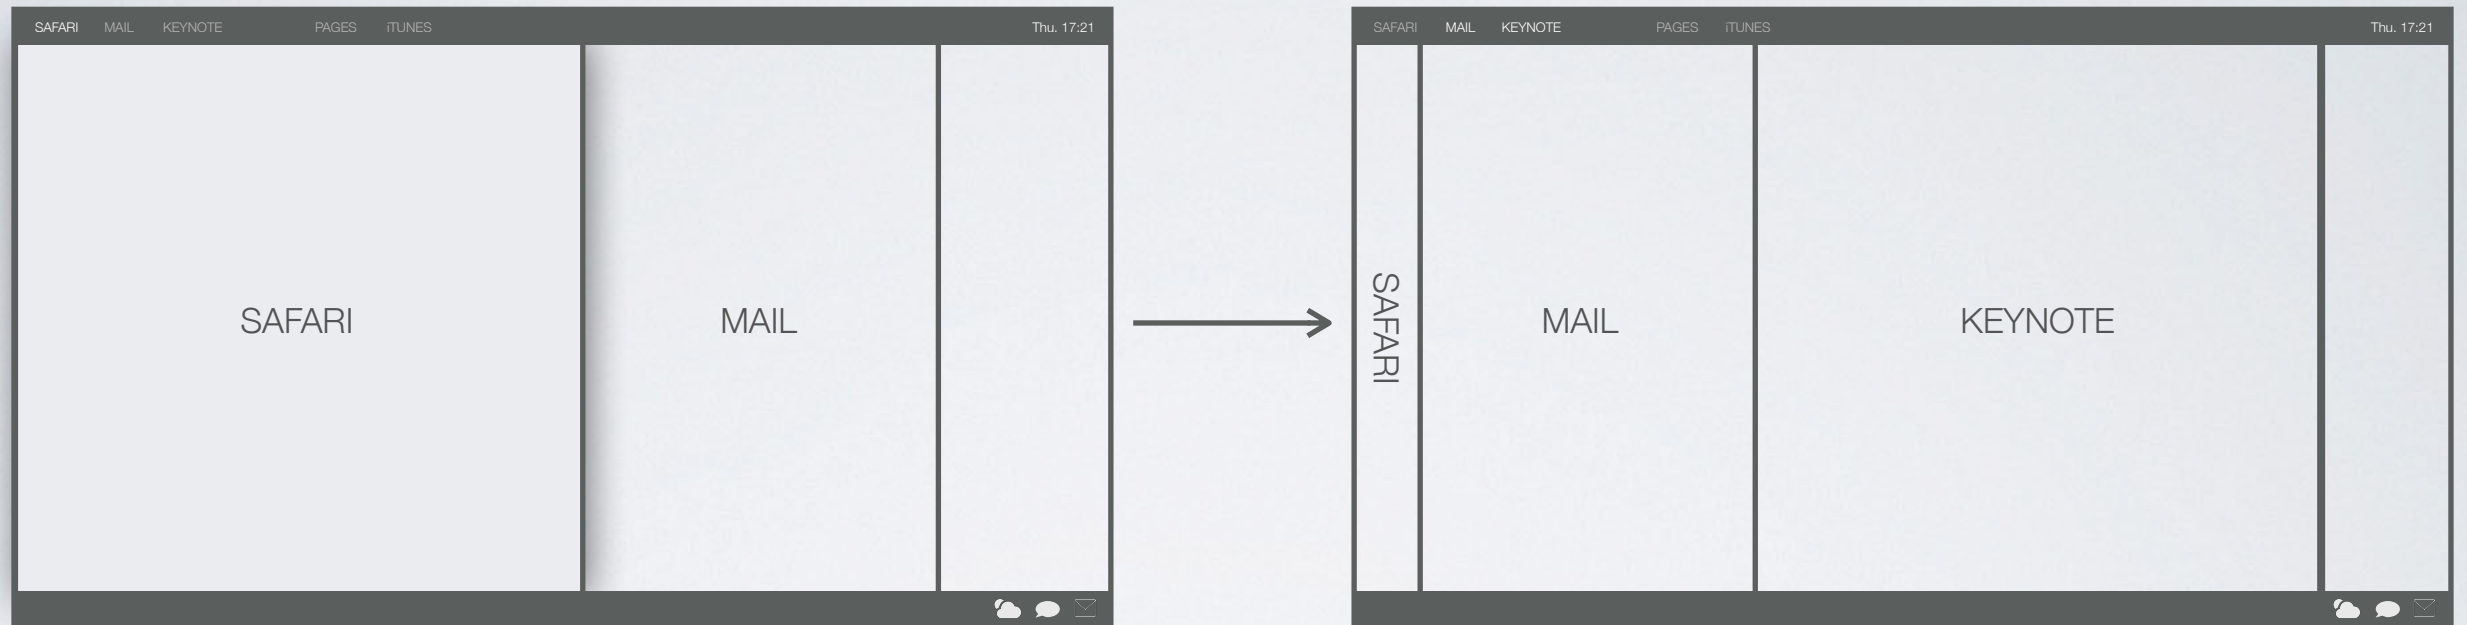 SAFARI MAIL KEYNOTE PAGES iTUNES Thu. 17:21
SAFARI MAIL
SAFARI MAIL KEYNOTE PAGES iTUNES Thu. 17:21
SAFARI MAIL KEYNOTE